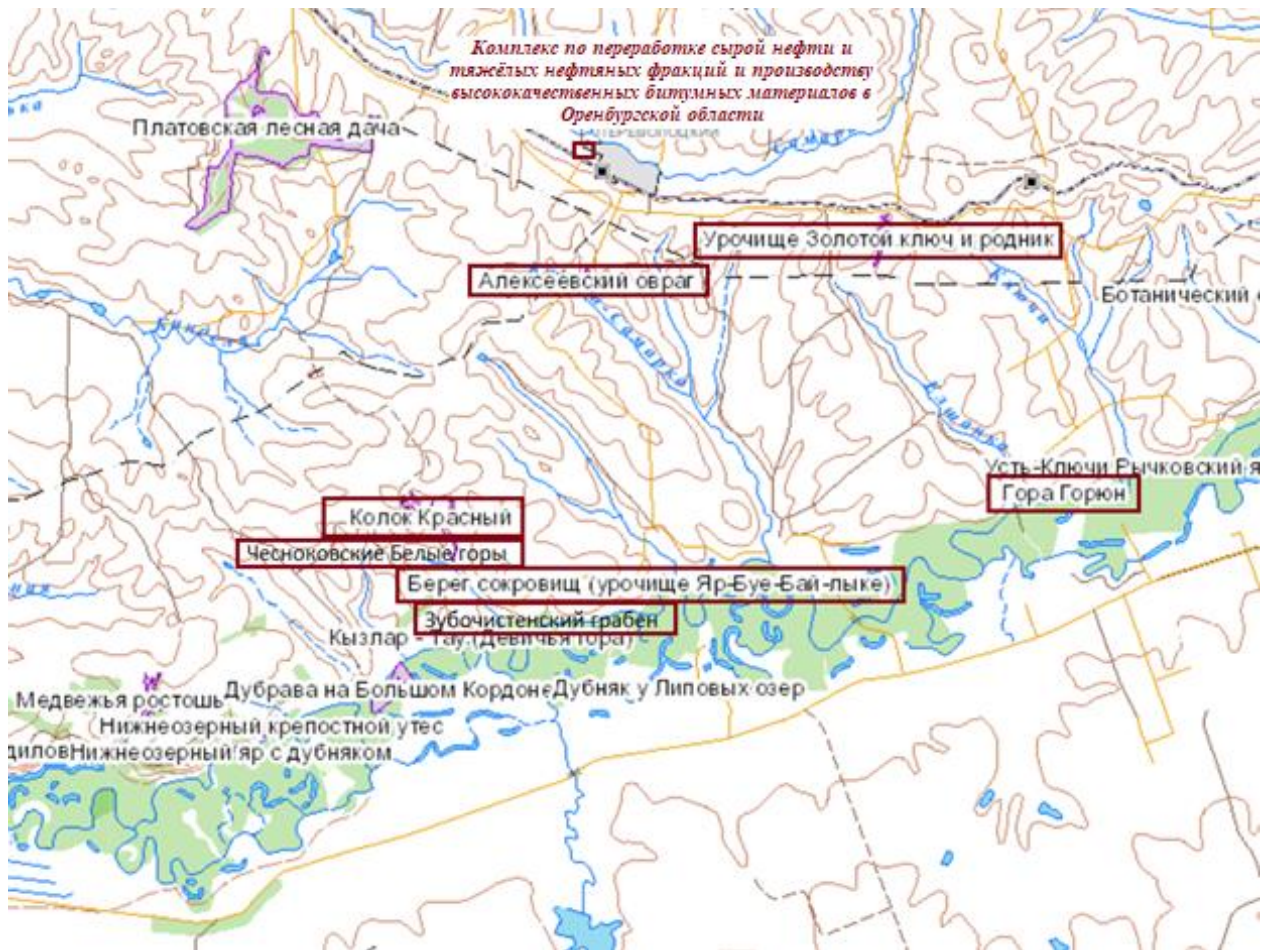 Комплекс по переработке сырой нефти и
тяжёлых нефтяных фракций и производству
высококачественных битумных материалов в
Оренбургской области
Платовская лесная дача
Урочище Золотой ключ и родник
Алексеевский овраг
Ключи
Ботанический
Самарка
Елшанка
Усть-Ключи Рычковский я
Гора Горюн
Колок Красный
Чесноковские Белые горы
Берег сокровищ (урочище Яр-Буе-Бай-лыке)
Зубочистенский грабен
Кызлар - Тау.(Девичья гора)
Медвежья ростошь
Дубрава на Большом Кордоне
Дубняк у Липовых озер
Нижнеозерный крепостной утес
Нижнеозерный яр с дубняком